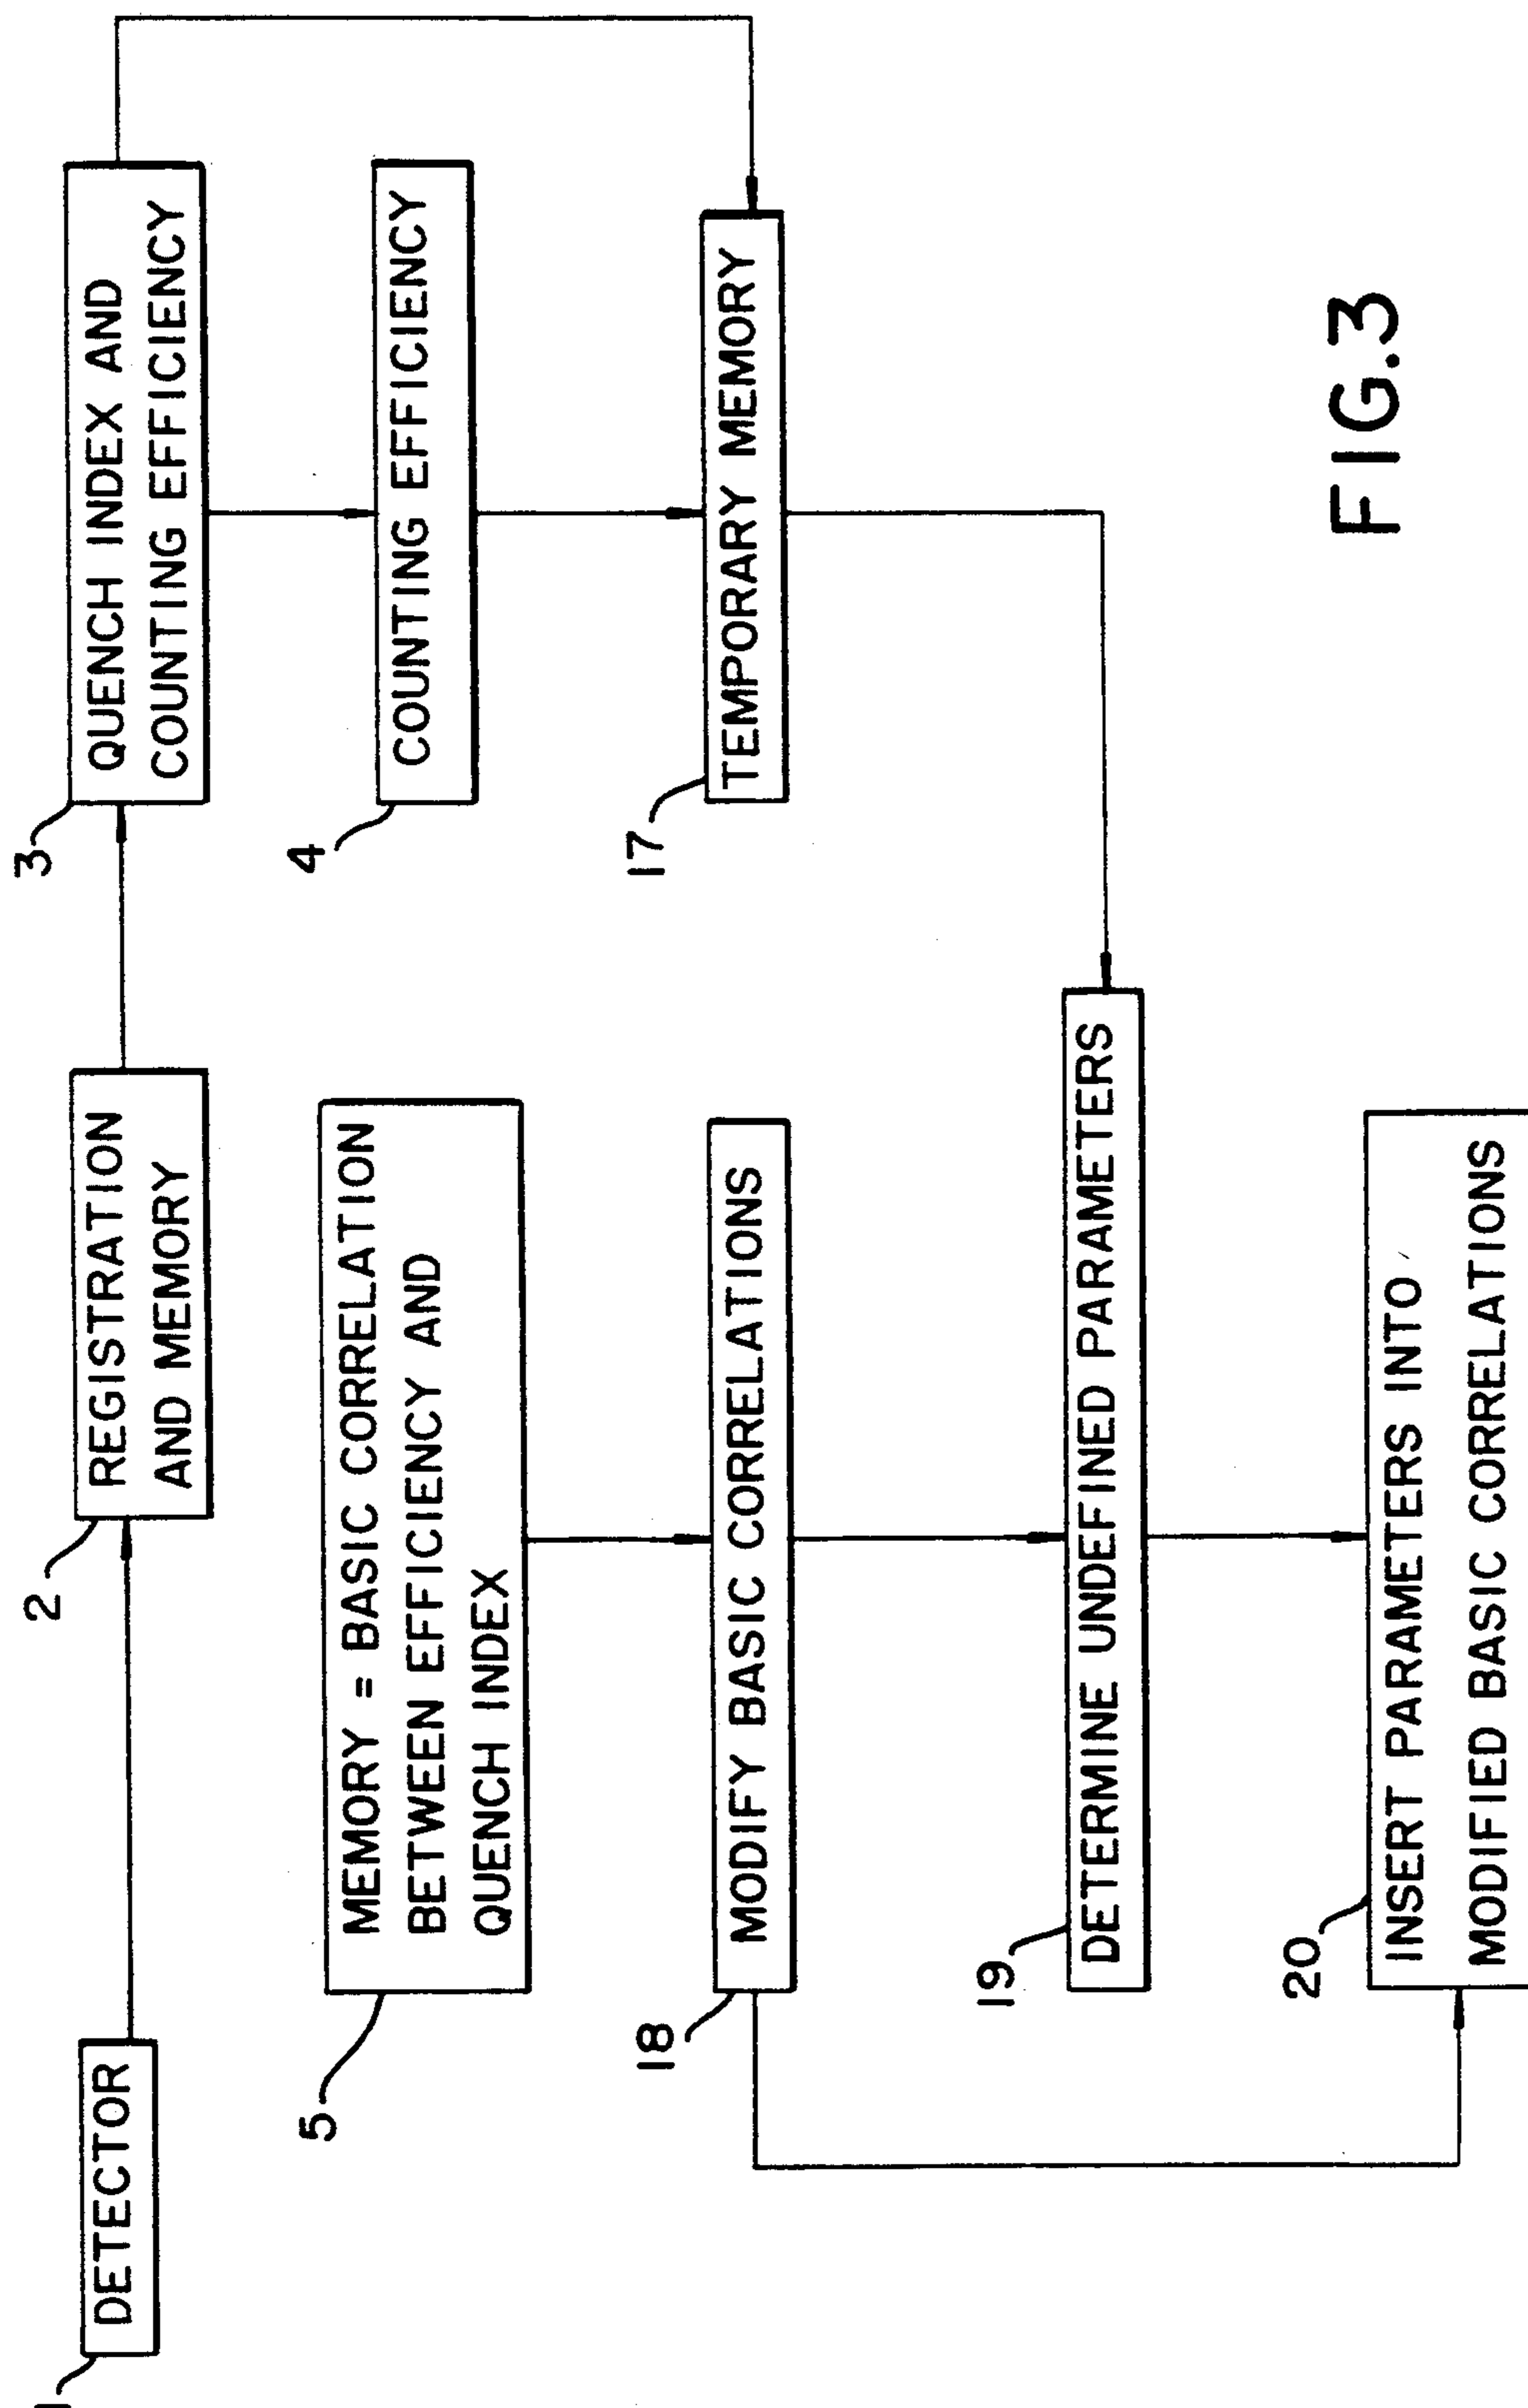 1
DETECTOR
2
REGISTRATION
AND MEMORY
3
QUENCH INDEX AND
COUNTING EFFICIENCY
5
MEMORY = BASIC CORRELATION
BETWEEN EFFICIENCY AND
QUENCH INDEX
4
COUNTING EFFICIENCY
18
MODIFY BASIC CORRELATIONS
17
TEMPORARY MEMORY
19
DETERMINE UNDEFINED PARAMETERS
20
INSERT PARAMETERS INTO
MODIFIED BASIC CORRELATIONS
FIG.3